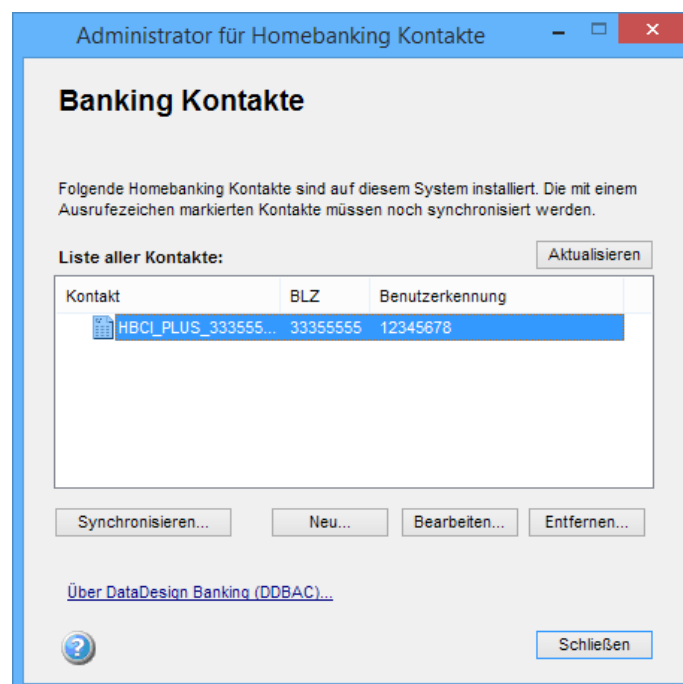 Administrator für Homebanking Kontakte
Banking Kontakte
Folgende Homebanking Kontakte sind auf diesem System installiert. Die mit einem
Ausrufezeichen markierten Kontakte müssen noch synchronisiert werden.
Liste aller Kontakte: Aktualisieren
Kontakt BLZ Benutzerkennung
HBCI_PLUS_333555... 33355555 12345678
Synchronisieren... Neu... Bearbeiten... Entfernen...
Über DataDesign Banking (DDBAC)...
Schließen